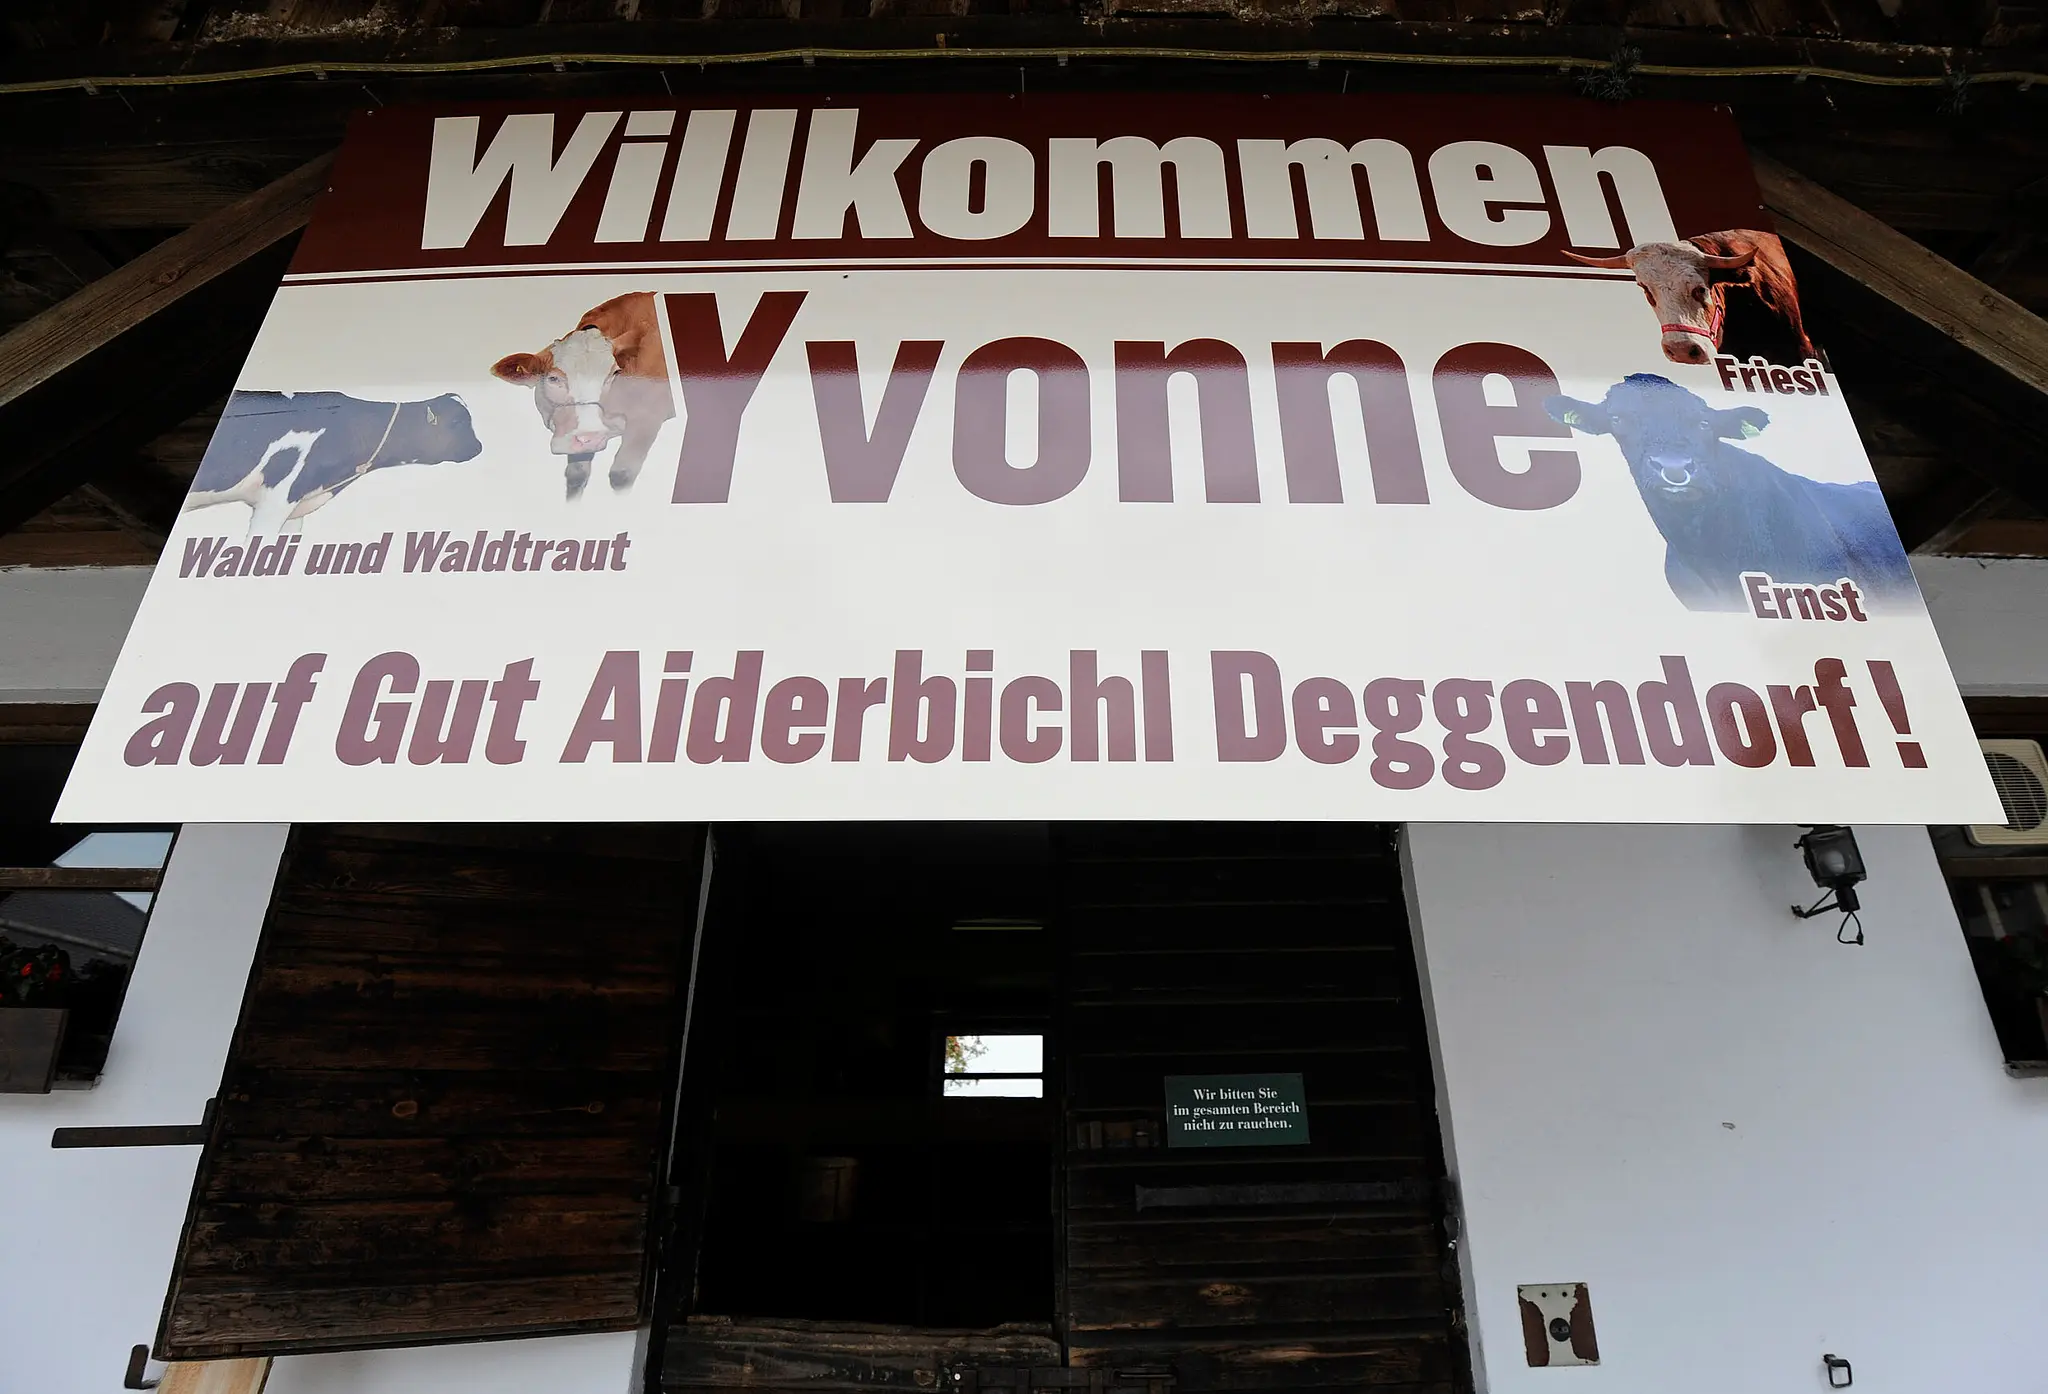 Willkommen
Yvonne
Friesi
Waldi und Waldtraut
Ernst
auf Gut Aiderbichl Deggendorf!
Wir bitten Sie
im gesamten Bereich
nicht zu rauchen.